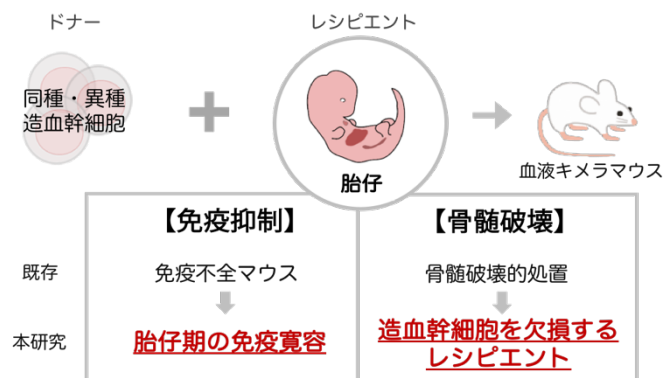 ドナー
レシピエント
同種・異種
造血幹細胞
胎仔
血液キメラマウス
【免疫抑制】
【骨髄破壊】
既存
免疫不全マウス
骨髄破壊的処置
本研究
胎仔期の免疫寛容
造血幹細胞を欠損する
レシピエント